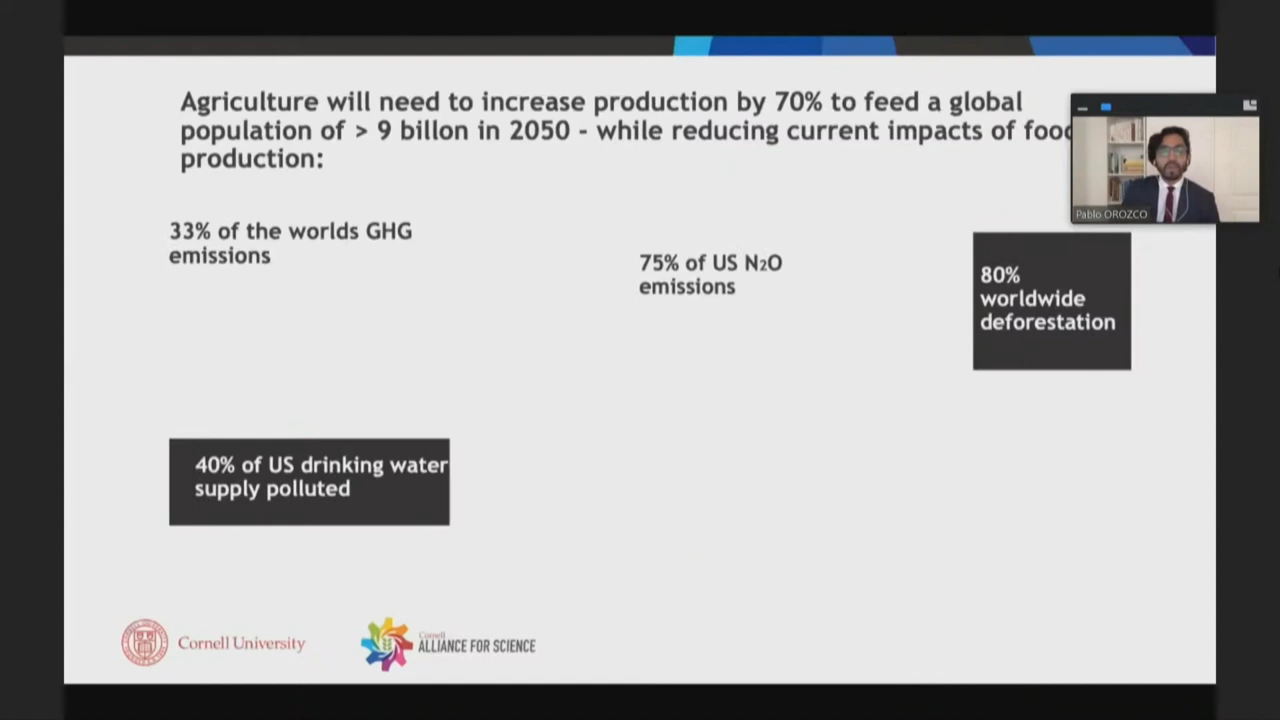 Agriculture will need to increase production by 70% to feed a global
population of > 9 billon in 2050 - while reducing current impacts of food
production:
Pablo OROZCO
33% of the worlds GHG
emissions
75% of US N₂O
emissions
80%
worldwide
deforestation
40% of US drinking water
supply polluted
Cornell University
Cornell
ALLIANCE FOR SCIENCE